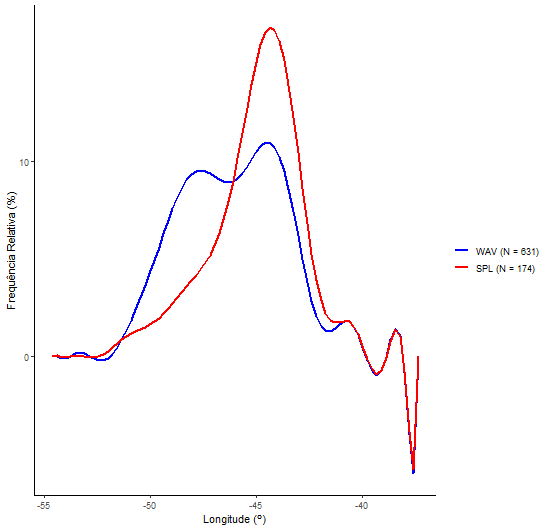 Frequência Relativa (%)
10
0
-55
-50
-45
-40
Longitude (º)
WAV (N = 631)
SPL (N = 174)